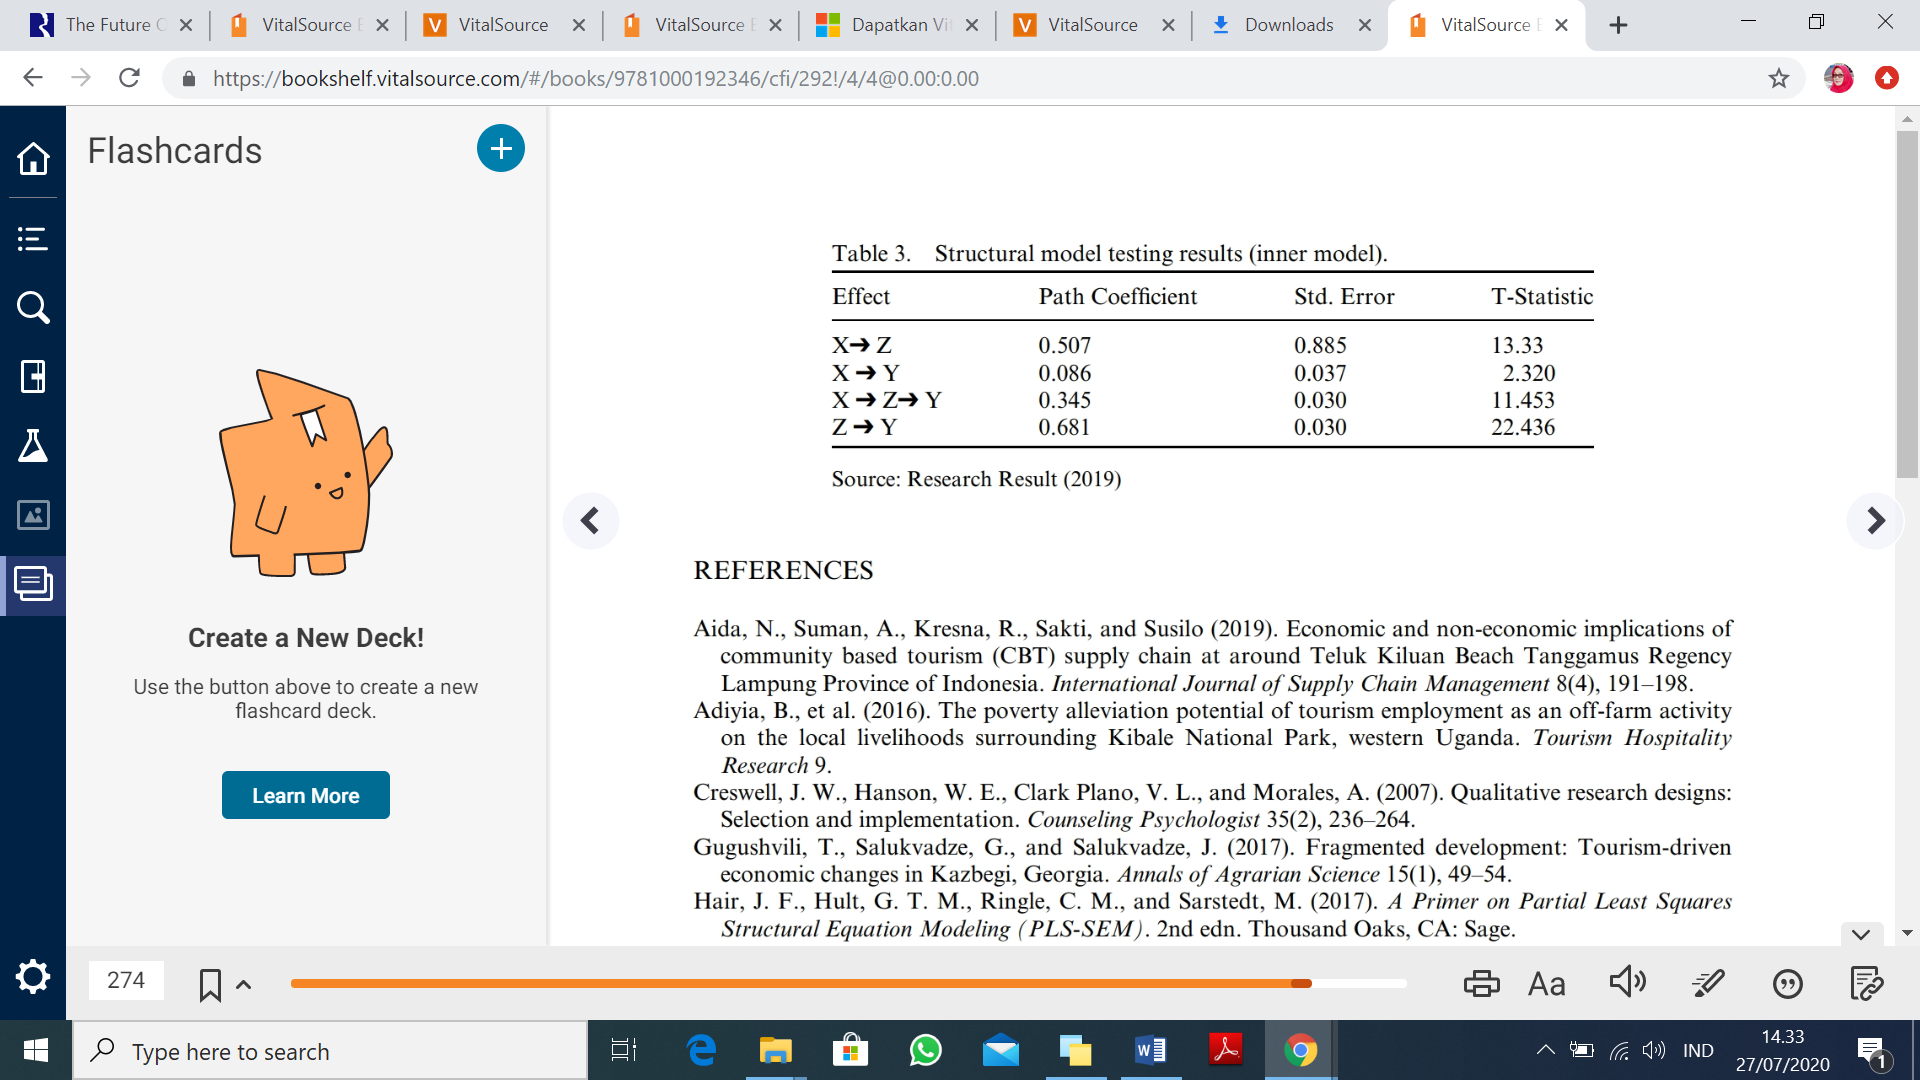 The Future
VitalSource
VitalSource
VitalSource
Dapatkan
VitalSource
Downloads
VitalSource
https://bookshelf.vitalsource.com/#/books/9781000192346/cfi/292!/4/4@0.00:0.00
Flashcards
Create a New Deck!
Use the button above to create a new
flashcard deck.
Learn More
Table 3. Structural model testing results (inner model).
Effect Path Coefficient Std. Error T-Statistic
X➔ Z 0.507 0.885 13.33
X ➔ Y 0.086 0.037 2.320
X ➔ Z➔ Y 0.345 0.030 11.453
Z ➔ Y 0.681 0.030 22.436
Source: Research Result (2019)
REFERENCES
Aida, N., Suman, A., Kresna, R., Sakti, and Susilo (2019). Economic and non-economic implications of
community based tourism (CBT) supply chain at around Teluk Kiluan Beach Tanggamus Regency
Lampung Province of Indonesia. International Journal of Supply Chain Management 8(4), 191–198.
Adiyia, B., et al. (2016). The poverty alleviation potential of tourism employment as an off-farm activity
on the local livelihoods surrounding Kibale National Park, western Uganda. Tourism Hospitality
Research 9.
Creswell, J. W., Hanson, W. E., Clark Plano, V. L., and Morales, A. (2007). Qualitative research designs:
Selection and implementation. Counseling Psychologist 35(2), 236–264.
Gugushvili, T., Salukvadze, G., and Salukvadze, J. (2017). Fragmented development: Tourism-driven
economic changes in Kazbegi, Georgia. Annals of Agrarian Science 15(1), 49–54.
Hair, J. F., Hult, G. T. M., Ringle, C. M., and Sarstedt, M. (2017). A Primer on Partial Least Squares
Structural Equation Modeling (PLS-SEM). 2nd edn. Thousand Oaks, CA: Sage.
274
Aa
Type here to search
IND
14.33
27/07/2020
1